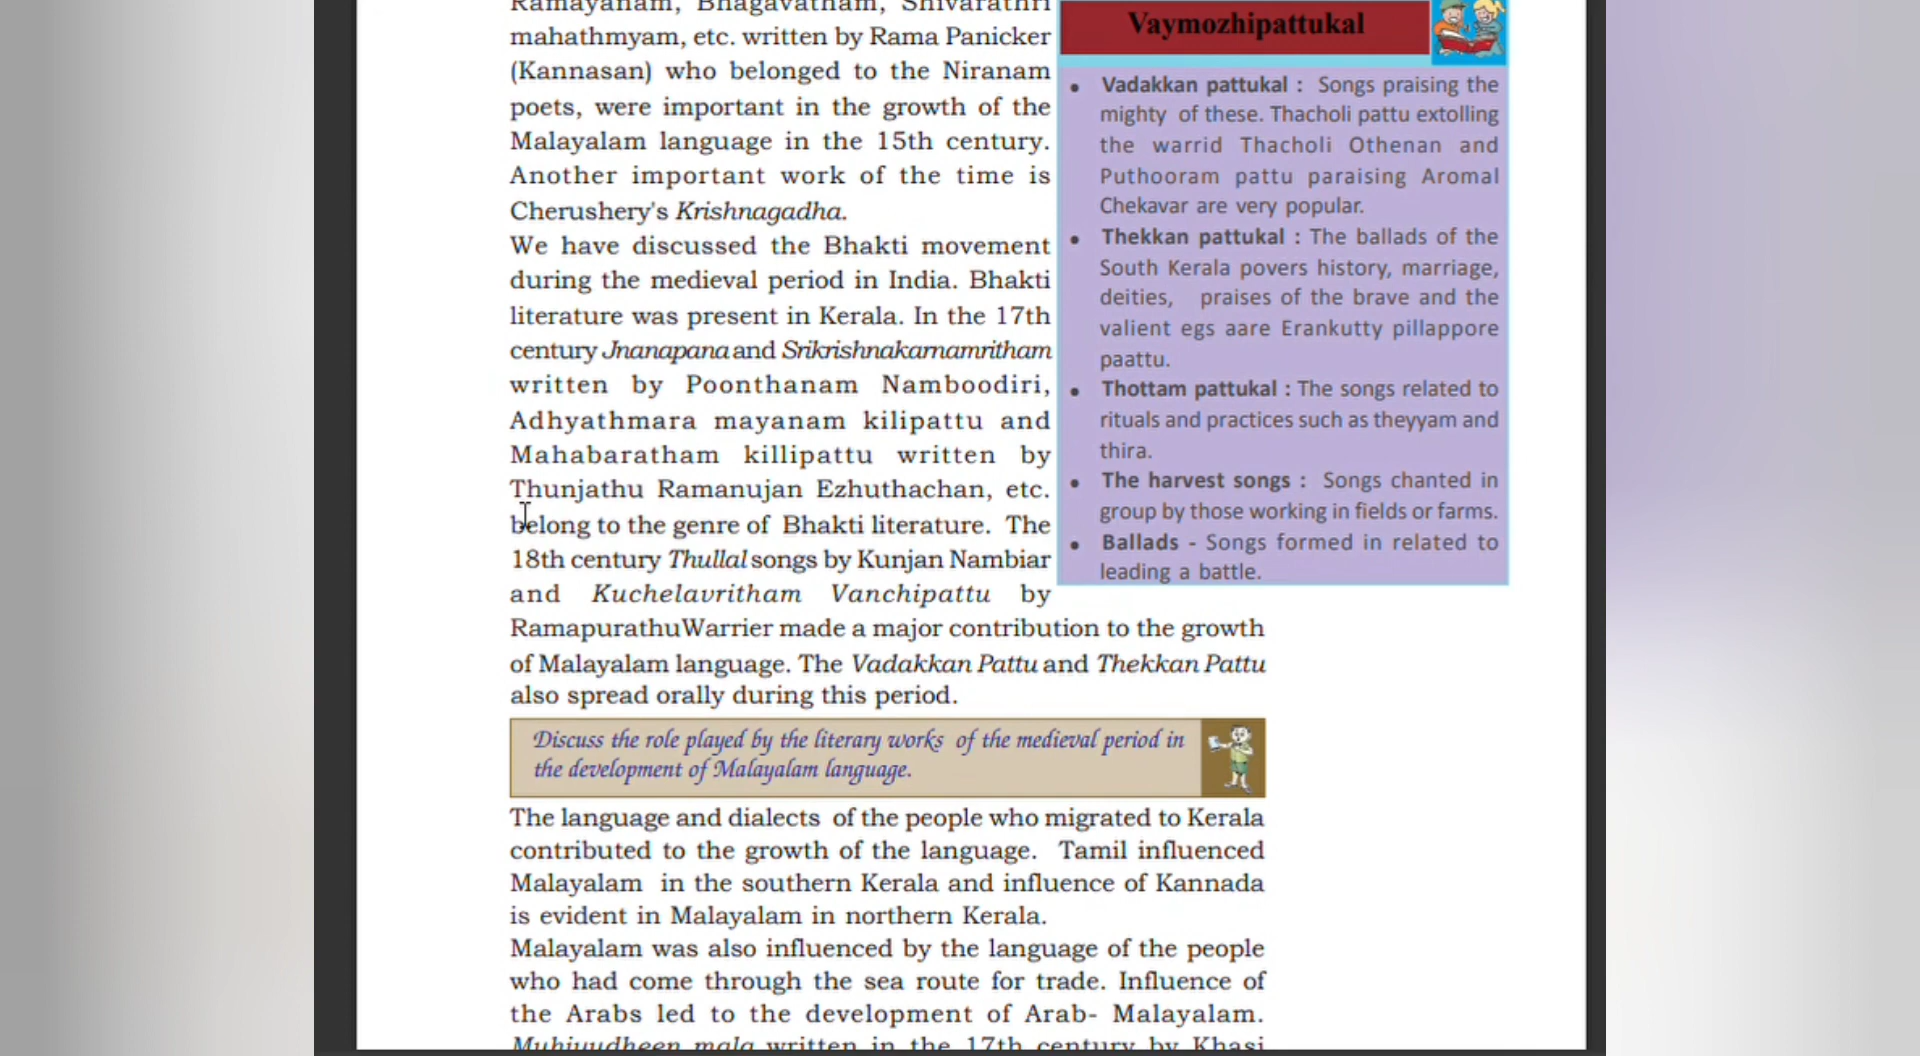 Ramayanam, Bhagavatham, Shivarathri
mahathmyam, etc. written by Rama Panicker
(Kannasan) who belonged to the Niranam
poets, were important in the growth of the
Malayalam language in the 15th century.
Another important work of the time is
Cherushery's Krishnagadha.
We have discussed the Bhakti movement
during the medieval period in India. Bhakti
literature was present in Kerala. In the 17th
century Jnanapana and Srikrishnakarnamritham
written by Poonthanam Namboodiri,
Adhyathmara mayanam kilipattu and
Mahabaratham killipattu written by
Thunjathu Ramanujan Ezhuthachan, etc.
belong to the genre of Bhakti literature. The
18th century Thullal songs by Kunjan Nambiar
and Kuchelavritham Vanchipattu by
RamapurathuWarrier made a major contribution to the growth
of Malayalam language. The Vadakkan Pattu and Thekkan Pattu
also spread orally during this period.
Vaymozhipattukal
• Vadakkan pattukal : Songs praising the
mighty of these. Thacholi pattu extolling
the warrid Thacholi Othenan and
Puthooram pattu paraising Aromal
Chekavar are very popular.
• Thekkan pattukal : The ballads of the
South Kerala povers history, marriage,
deities, praises of the brave and the
valient egs aare Erankutty pillappore
paattu.
• Thottam pattukal : The songs related to
rituals and practices such as theyyam and
thira.
• The harvest songs : Songs chanted in
group by those working in fields or farms.
• Ballads - Songs formed in related to
leading a battle.
Discuss the role played by the literary works of the medieval period in
the development of Malayalam language.
The language and dialects of the people who migrated to Kerala
contributed to the growth of the language. Tamil influenced
Malayalam in the southern Kerala and influence of Kannada
is evident in Malayalam in northern Kerala.
Malayalam was also influenced by the language of the people
who had come through the sea route for trade. Influence of
the Arabs led to the development of Arab- Malayalam.
Muhiyudheen mala written in the 17th century by Khasi